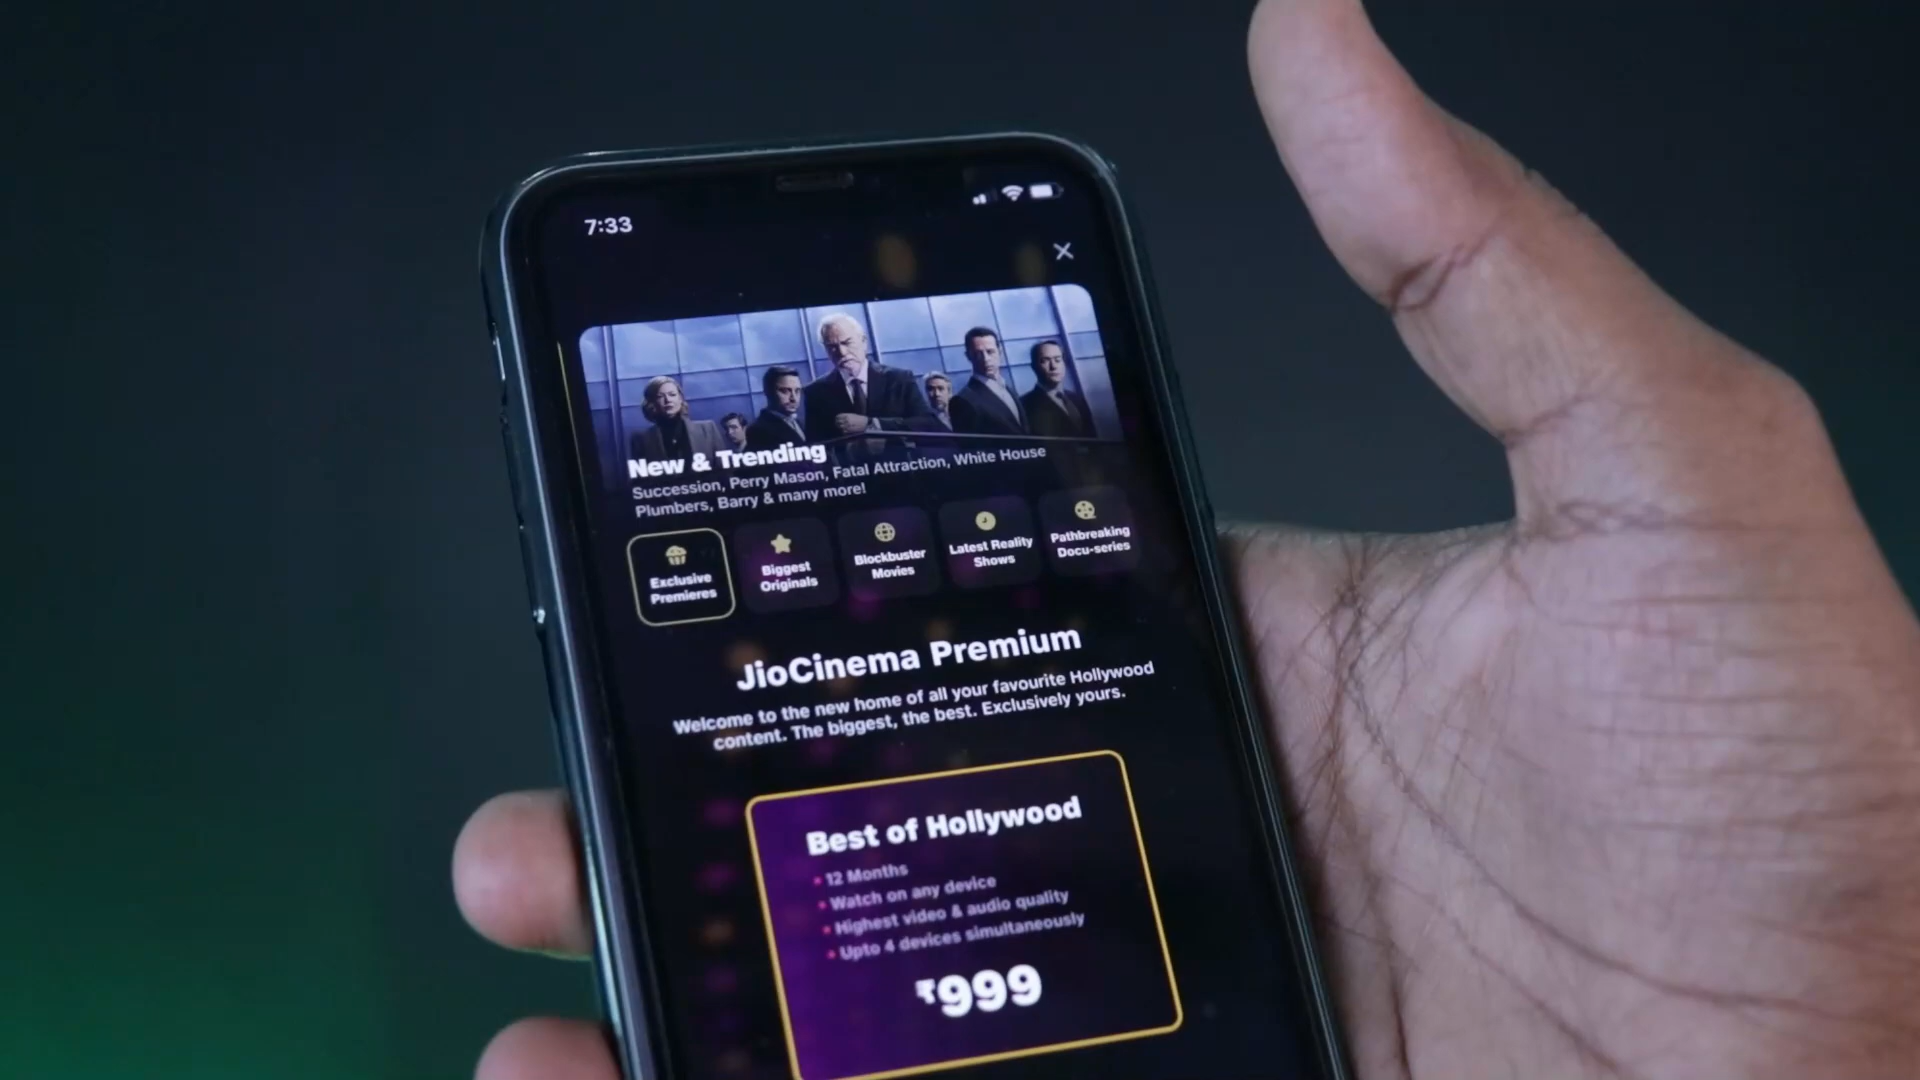 7:33
New & Trending
Succession, Perry Mason, Fatal Attraction, White House
Plumbers, Barry & many more!
Exclusive
Premieres
Biggest
Originals
Blockbuster
Movies
Latest Reality
Shows
Pathbreaking
Docu-series
JioCinema Premium
Welcome to the new home of all your favourite Hollywood
content. The biggest, the best. Exclusively yours.
Best of Hollywood
• 12 Months
• Watch on any device
• Highest video & audio quality
• Upto 4 devices simultaneously
₹999